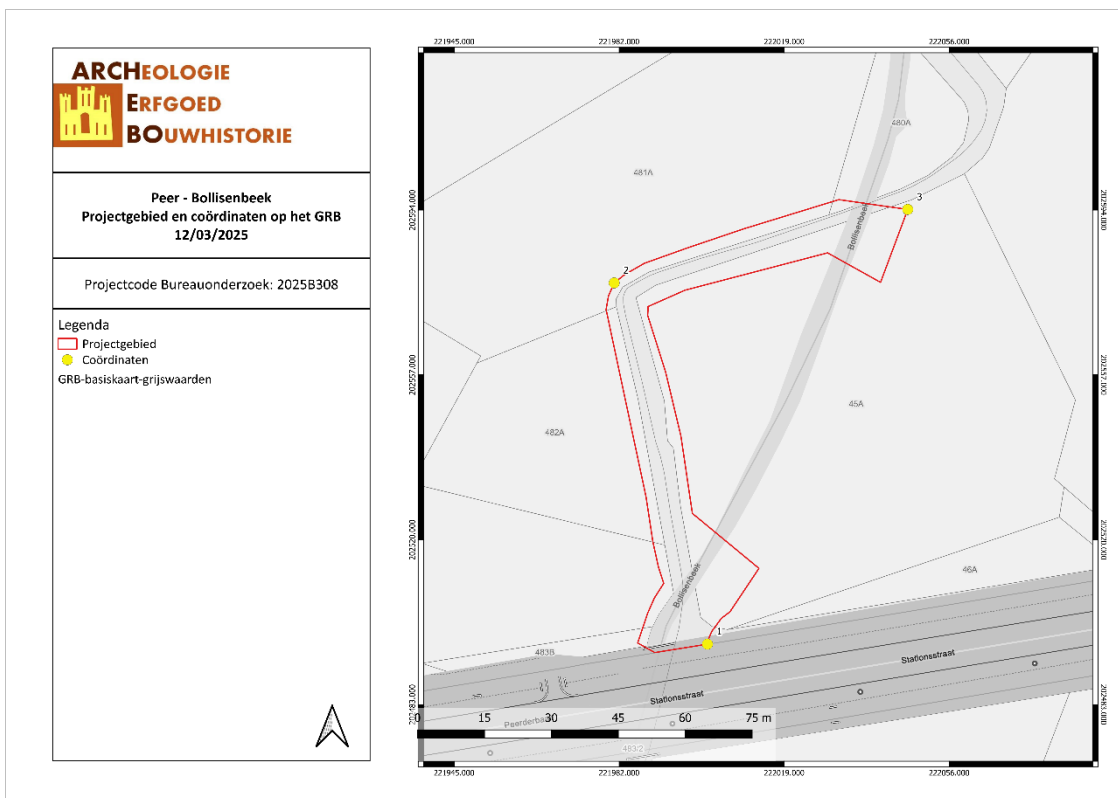 ARCHEOLOGIE
ERFGOED
BOUWHISTORIE
Peer - Bollisenbeek
Projectgebied en coördinaten op het GRB
12/03/2025
Projectcode Bureauonderzoek: 2025B308
Legenda
Projectgebied
Coördinaten
GRB-basiskaart-grijswaarden
221945.000
221982.000
222019.000
222056.000
202594.000
202557.000
202520.000
202483.000
202594.000
202557.000
202520.000
202483.000
480A
481A
3
Bollisenbeek
2
45A
482A
46A
Bollisenbeek
1
483B
Stationsstraat
Stationsstraat
Peerderba
0 15 30 45 60 75 m
483/2
221945.000
221982.000
222019.000
222056.000